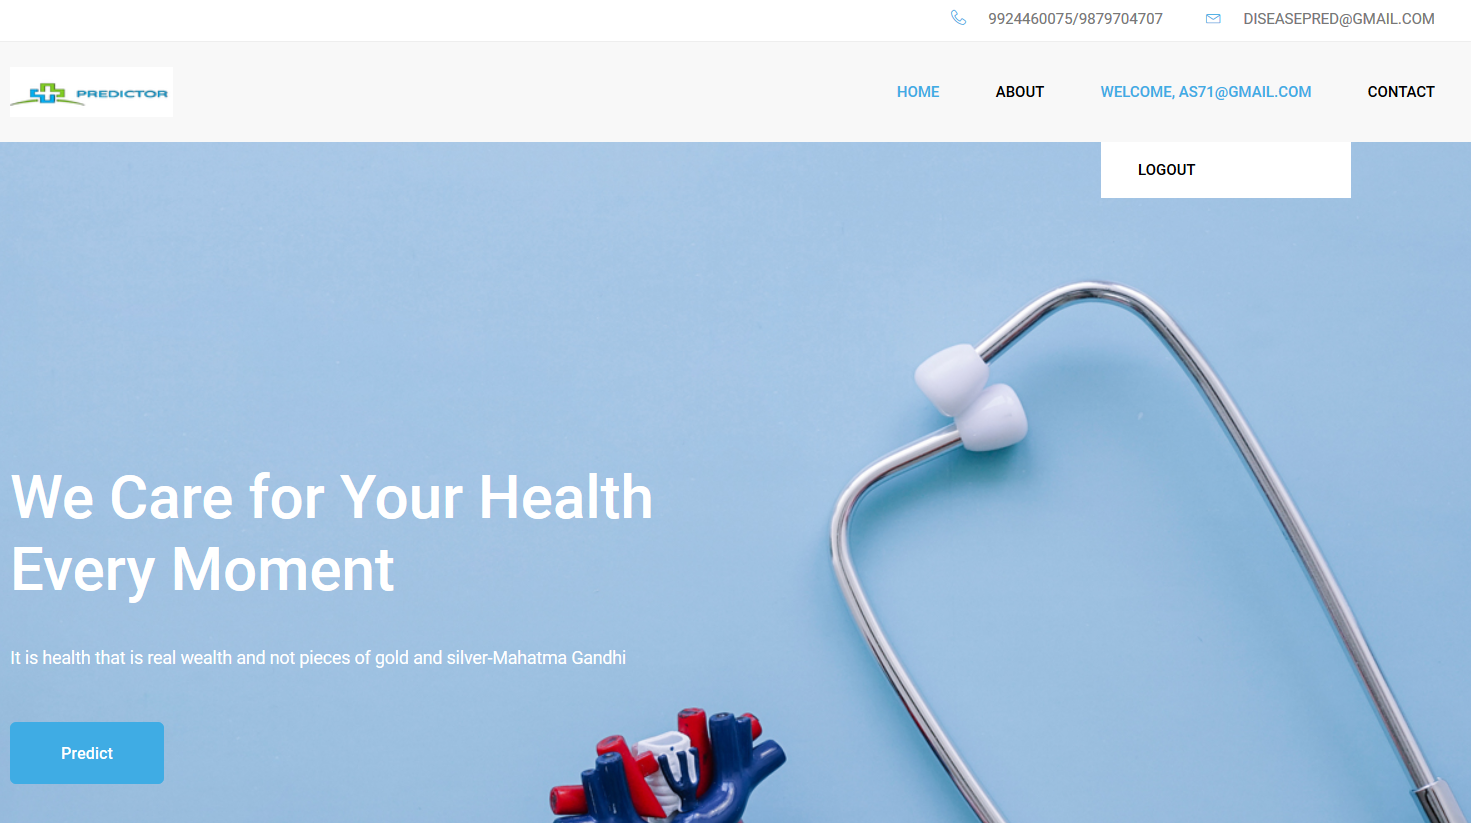 9924460075/9879704707 DISEASEPRED@GMAIL.COM
PREDICTOR HOME ABOUT WELCOME, AS71@GMAIL.COM CONTACT
LOGOUT
We Care for Your Health
Every Moment
It is health that is real wealth and not pieces of gold and silver-Mahatma Gandhi
Predict